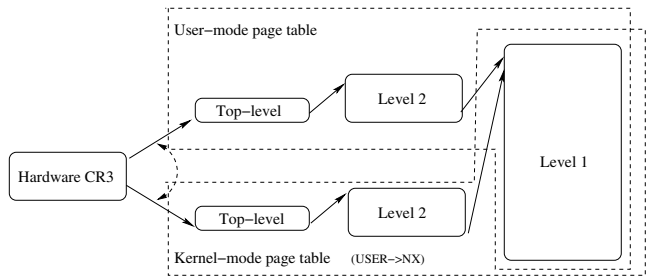 User−mode page table
Top−level
Level 2
Hardware CR3
Level 1
Top−level
Level 2
Kernel−mode page table (USER−>NX)